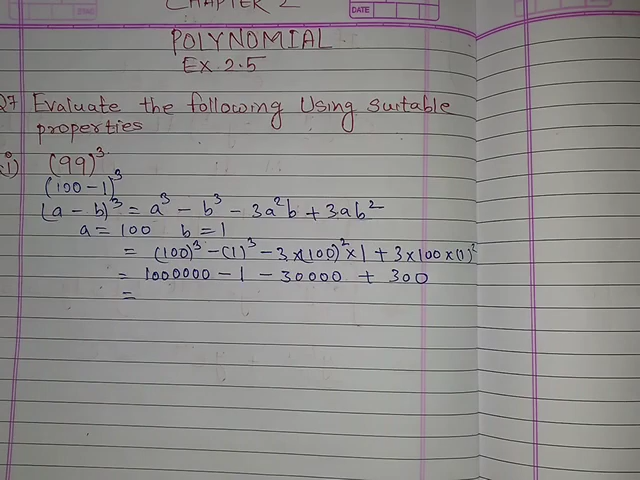 CHAPTER 2
DATE
POLYNOMIAL
EX 2.5
Q7 Evaluate the following Using suitable
properties
(i) (99)³
(100-1)³
(a-b)³ = a³ - b³ - 3a²b + 3ab²
a = 100 b = 1
= (100)³ - (1)³ - 3×(100)²×1 + 3×100×(1)²
= 1000000 - 1 - 30000 + 300
=